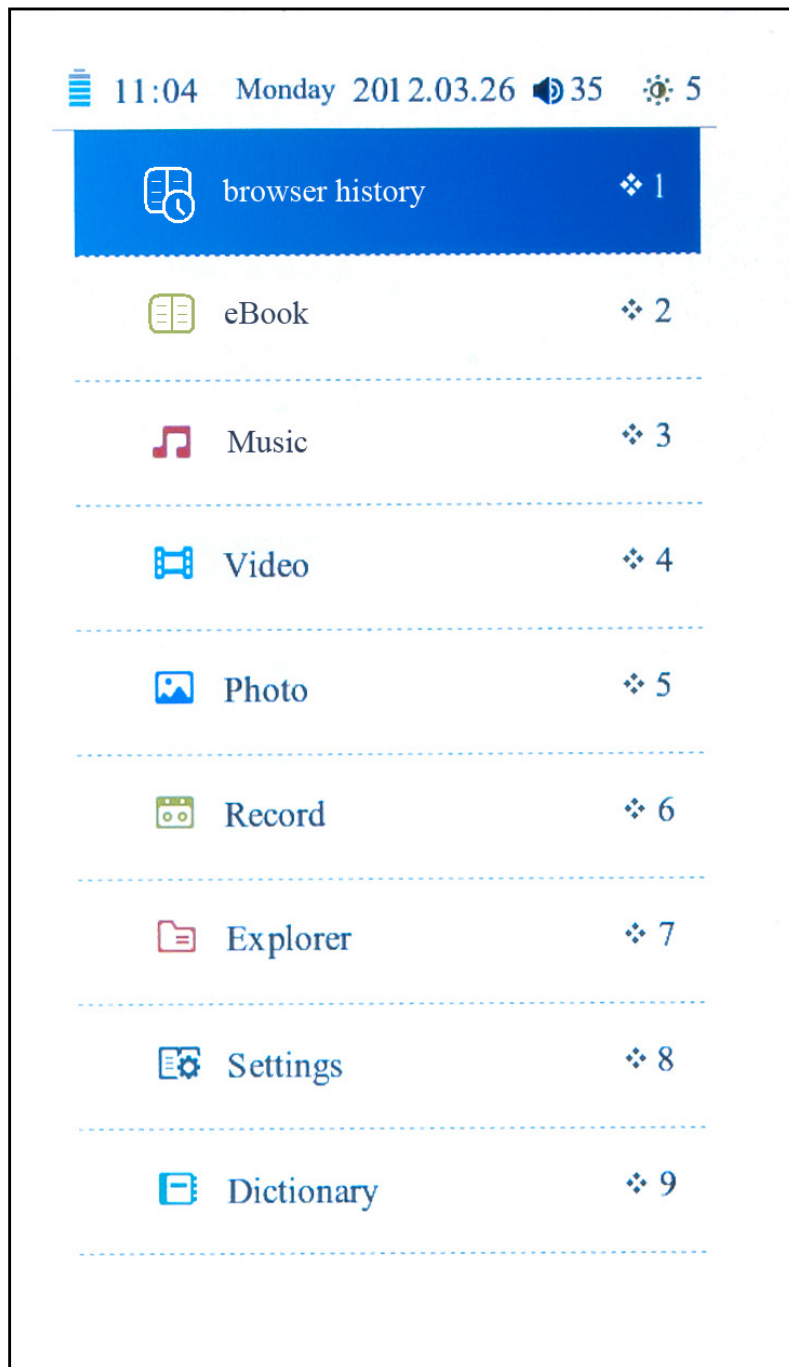 11:04 Monday 2012.03.26 35 5
browser history 1
eBook 2
Music 3
Video 4
Photo 5
Record 6
Explorer 7
Settings 8
Dictionary 9